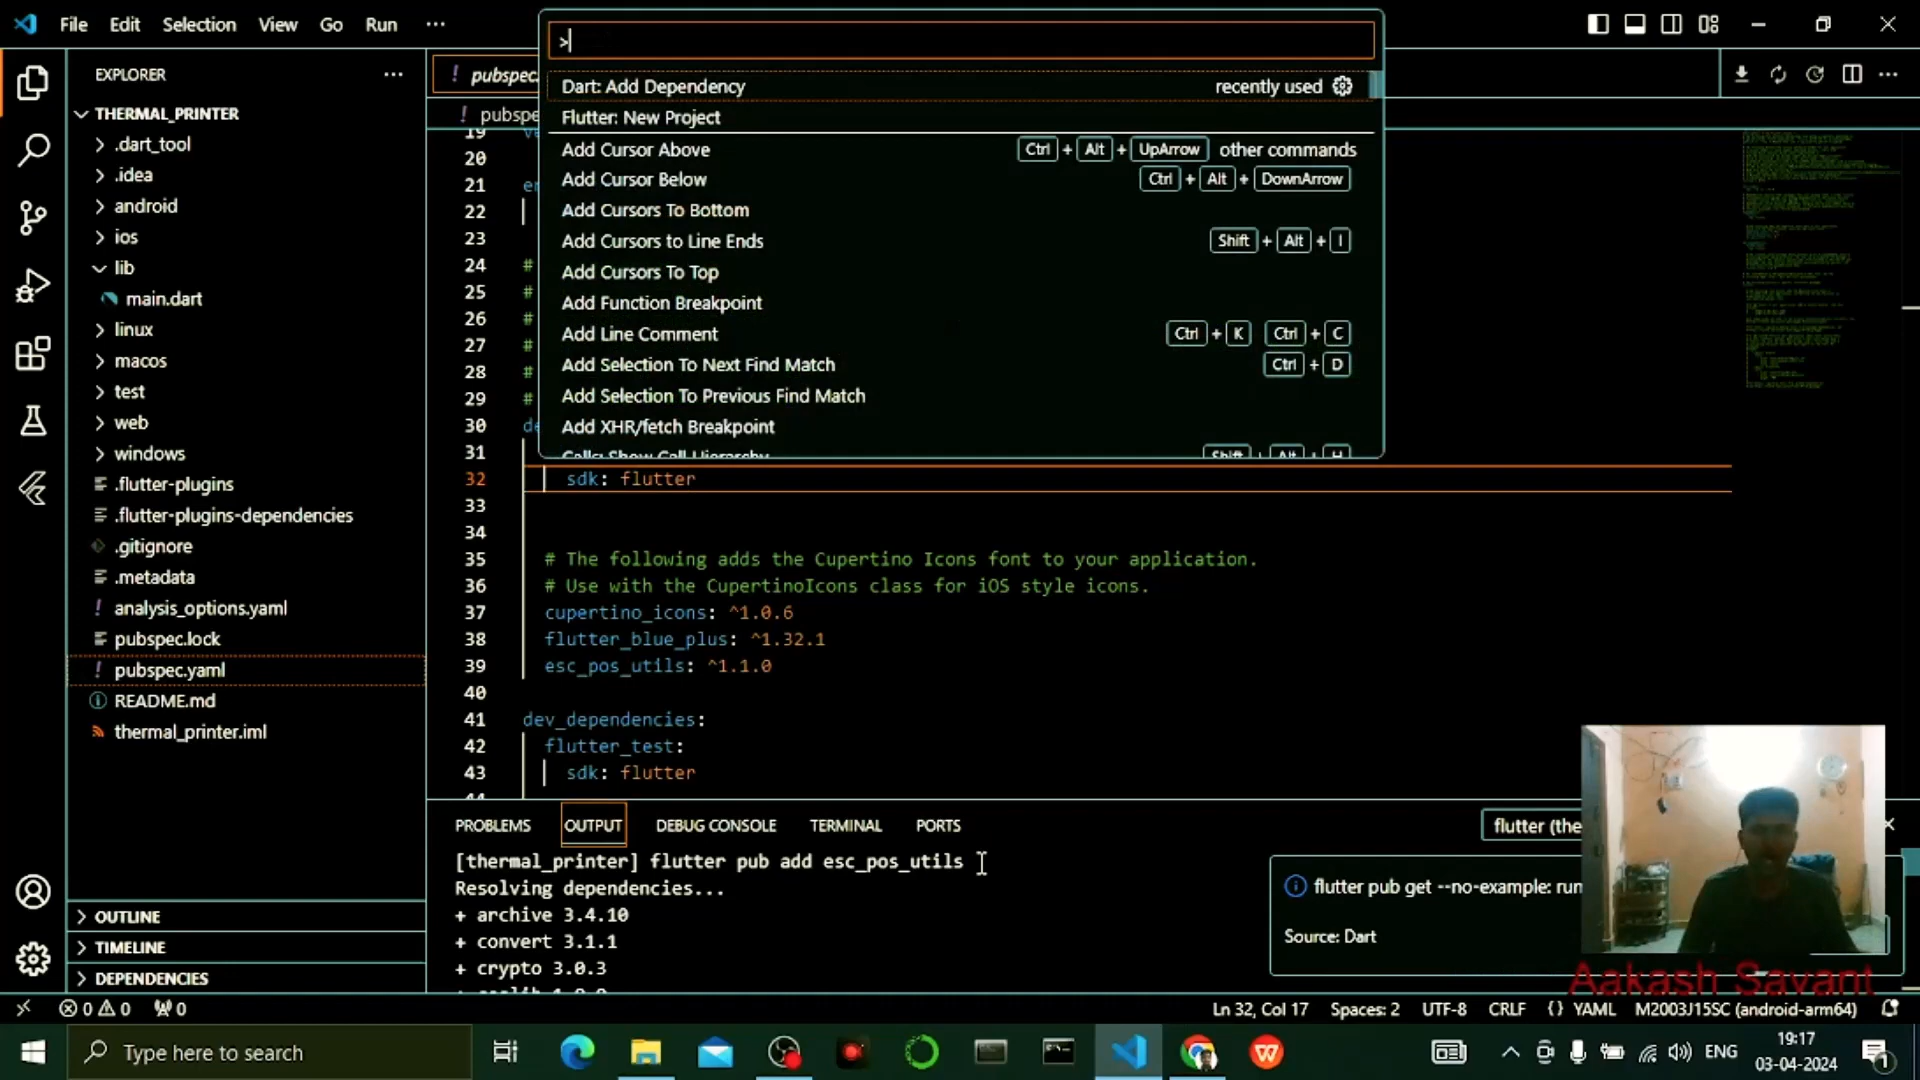 File Edit Selection View Go Run ···
EXPLORER ···
THERMAL_PRINTER
.dart_tool
.idea
android
ios
lib
main.dart
linux
macos
test
web
windows
.flutter-plugins
.flutter-plugins-dependencies
.gitignore
.metadata
! analysis_options.yaml
pubspec.lock
! pubspec.yaml
README.md
thermal_printer.iml
OUTLINE
TIMELINE
DEPENDENCIES
! pubspec.
! pubspe
>
Dart: Add Dependency recently used
Flutter: New Project
Add Cursor Above Ctrl + Alt + UpArrow other commands
Add Cursor Below Ctrl + Alt + DownArrow
Add Cursors To Bottom
Add Cursors to Line Ends Shift + Alt + I
Add Cursors To Top
Add Function Breakpoint
Add Line Comment Ctrl + K Ctrl + C
Add Selection To Next Find Match Ctrl + D
Add Selection To Previous Find Match
Add XHR/fetch Breakpoint
Calls: Show Call Hierarchy Shift + Alt + H
19 ve
20
21 en
22
23
24 #
25 #
26 #
27 #
28 #
29 #
30 de
31
32 sdk: flutter
33
34
35 # The following adds the Cupertino Icons font to your application.
36 # Use with the CupertinoIcons class for iOS style icons.
37 cupertino_icons: ^1.0.6
38 flutter_blue_plus: ^1.32.1
39 esc_pos_utils: ^1.1.0
40
41 dev_dependencies:
42 flutter_test:
43 sdk: flutter
44
PROBLEMS OUTPUT DEBUG CONSOLE TERMINAL PORTS flutter (the
[thermal_printer] flutter pub add esc_pos_utils
Resolving dependencies...
+ archive 3.4.10
+ convert 3.1.1
+ crypto 3.0.3
flutter pub get --no-example: run
Source: Dart
Aakash Savant
0 0 0 Ln 32, Col 17 Spaces: 2 UTF-8 CRLF {} YAML M2003J15SC (android-arm64)
Type here to search ENG 19:17
03-04-2024 1